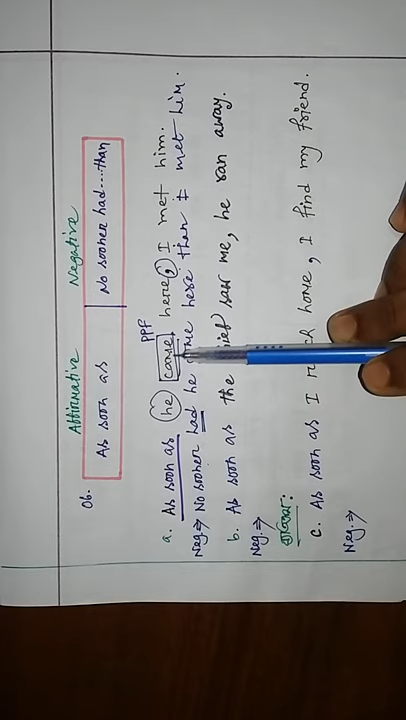 Affirmative Negative
06.
As soon as No sooner had....than
PPF
a. As soon as he came here, I met him.
Neg⇒ No sooner had he here than I met him.
b. As soon as the saw me, he ran away.
Neg.⇒
c. As soon as I home, I find my friend.
Neg.⇒